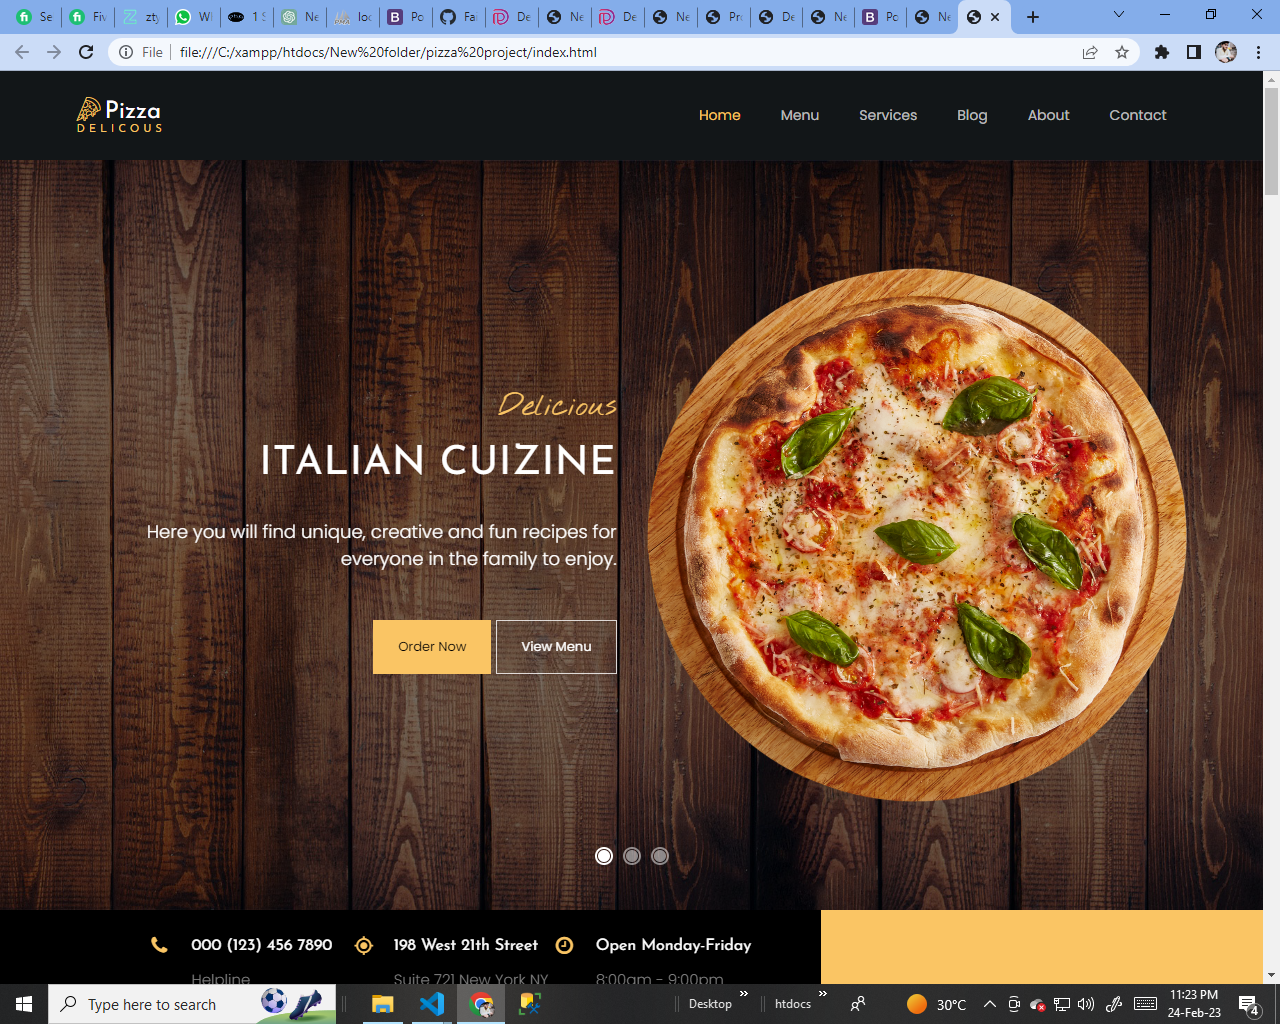 Se
Fiv
zty
Wl
1 S
Ne
loc
Po
Fal
De
Ne
De
Ne
Pr
De
Ne
Po
Ne
File
file:///C:/xampp/htdocs/New%20folder/pizza%20project/index.html
Pizza
DELICOUS
Home Menu Services Blog About Contact
Delicious
ITALIAN CUIZINE
Here you will find unique, creative and fun recipes for
everyone in the family to enjoy.
Order Now View Menu
000 (123) 456 7890 198 West 21th Street Open Monday-Friday
Helpline Suite 721 New York NY 8:00am - 9:00pm
Type here to search
Desktop
htdocs
30°C
11:23 PM
24-Feb-23
4